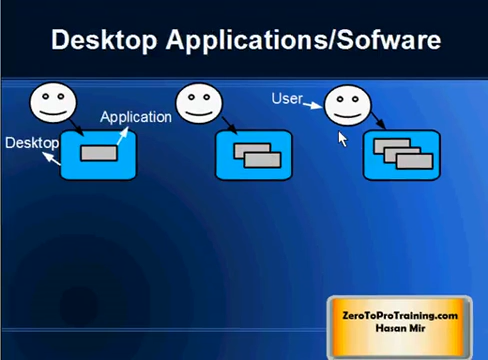 Desktop Applications/Sofware
Application
User
Desktop
ZeroToProTraining.com
Hasan Mir